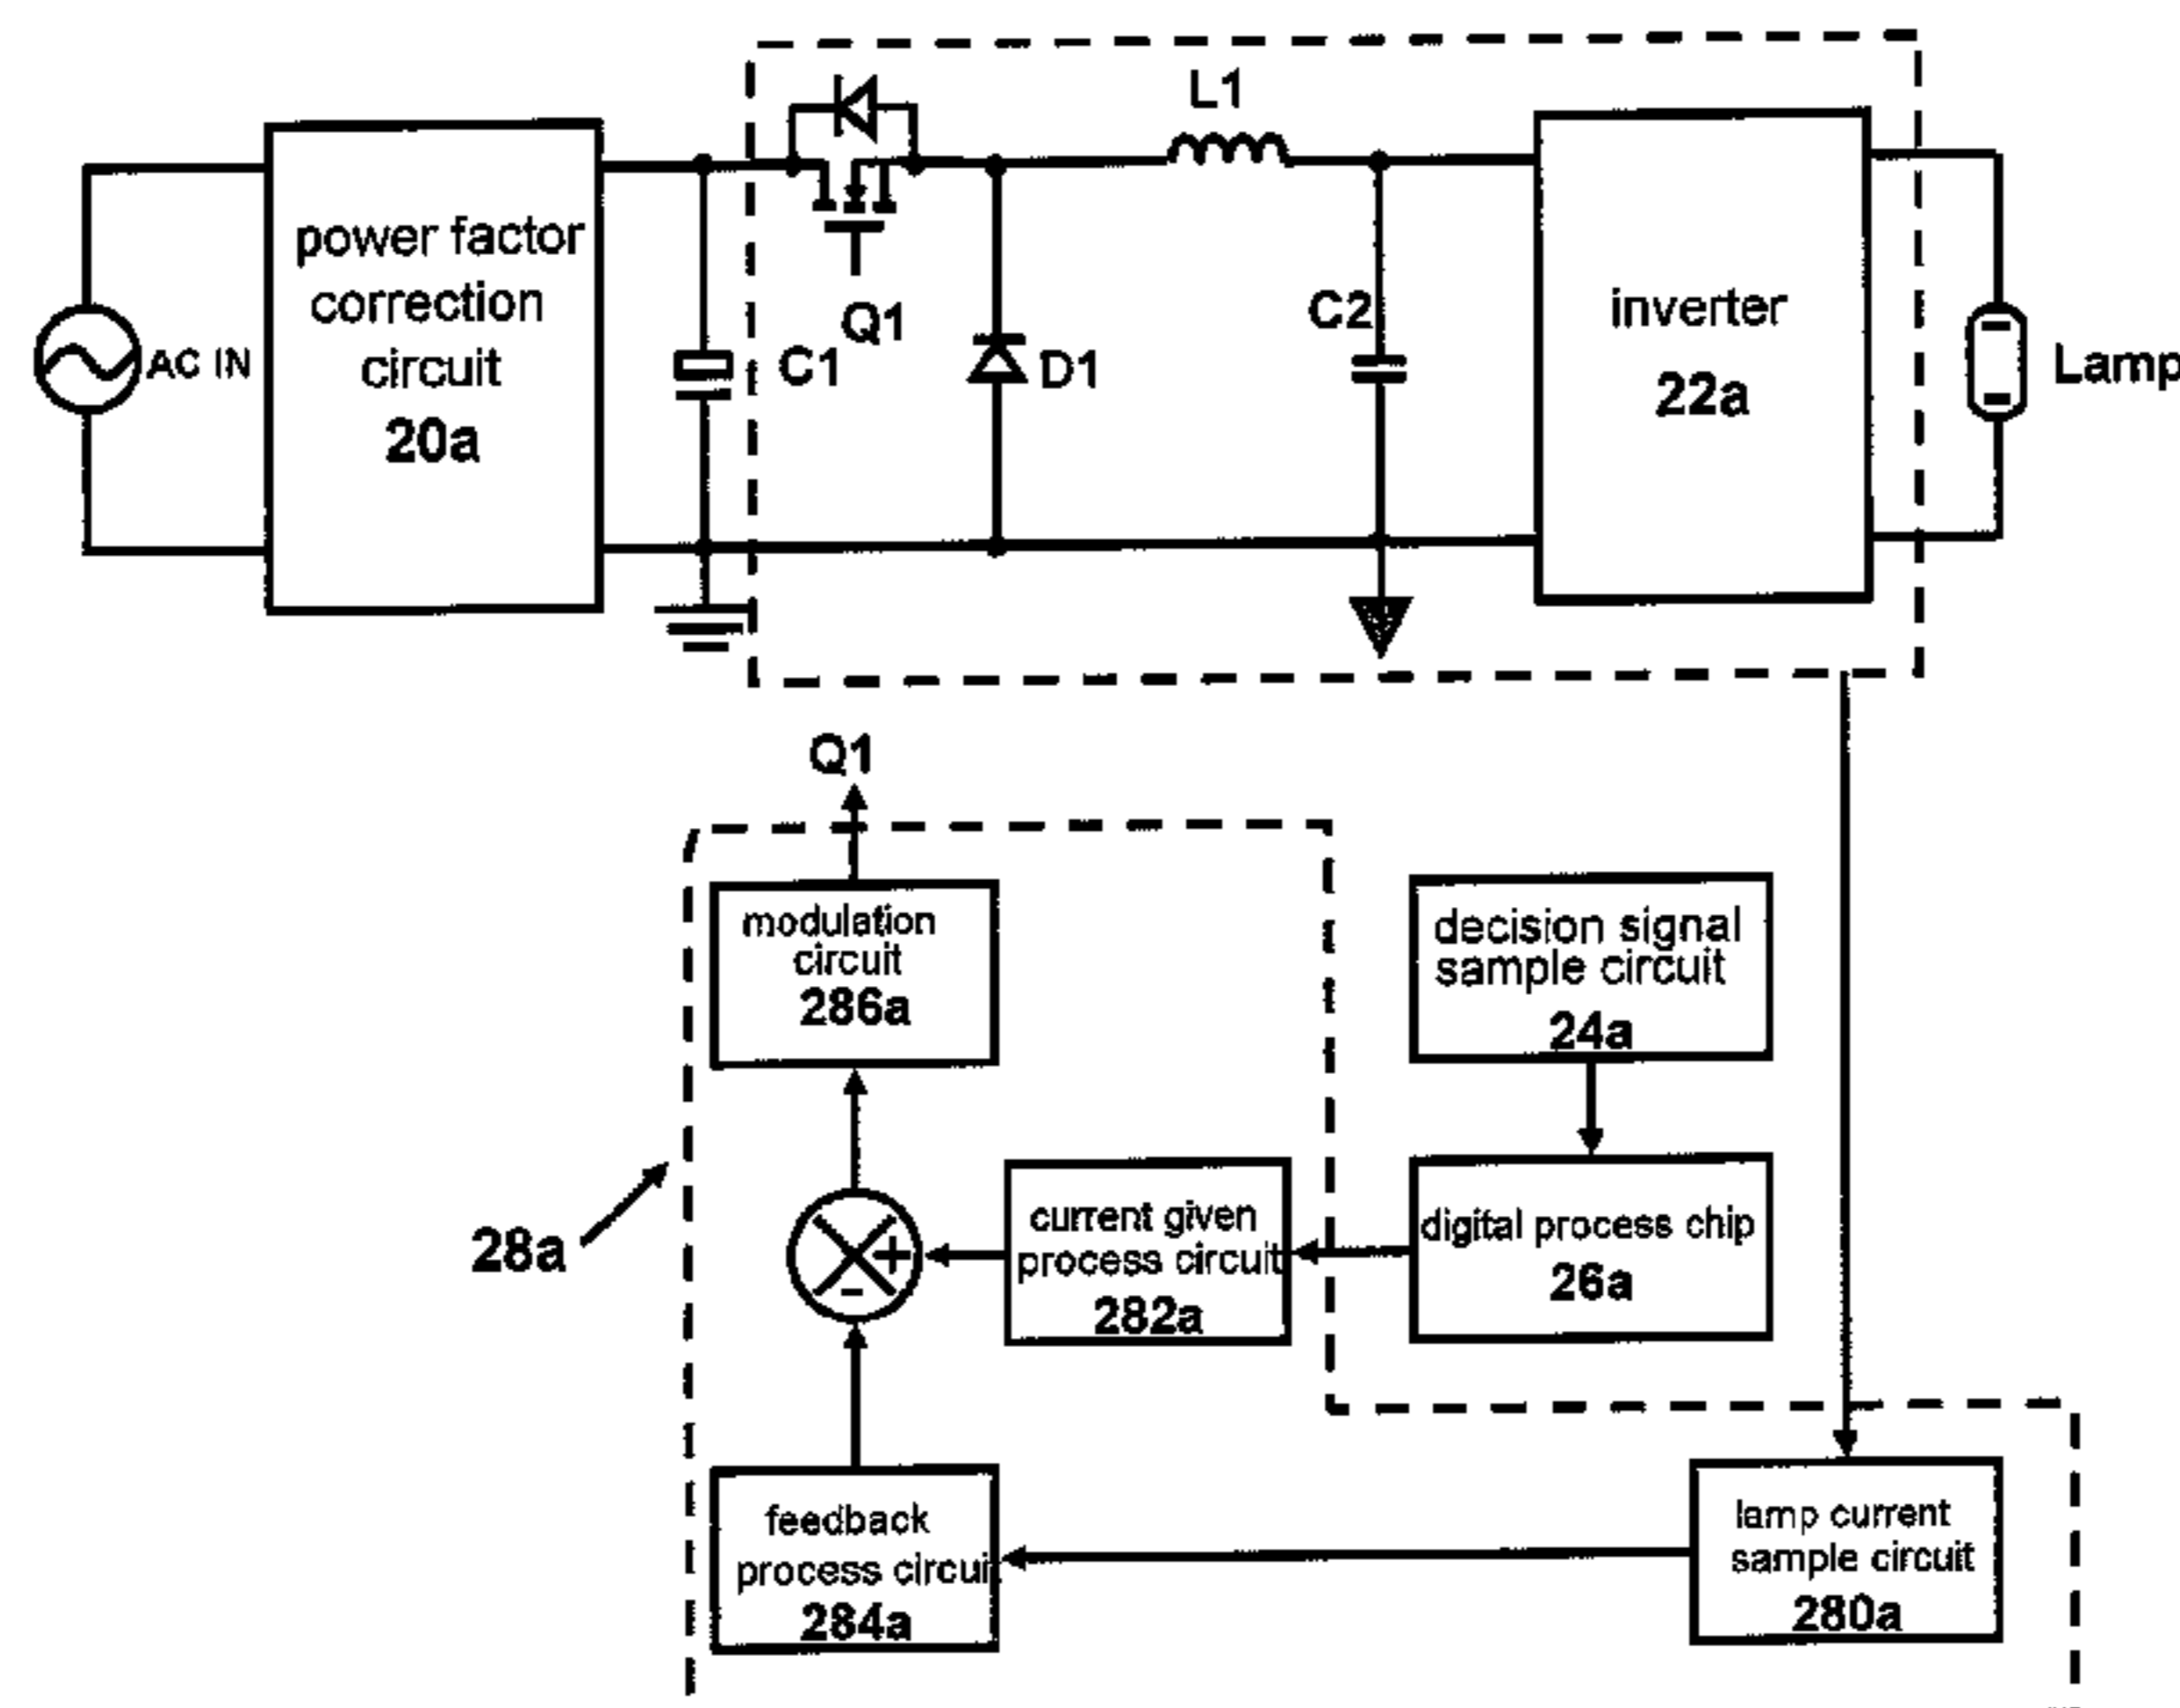 L1
power factor
correction
circuit
20a
AC IN
C1
Q1
D1
C2
inverter
22a
Lamp
Q1
modulation
circuit
286a
decision signal
sample circuit
24a
28a
+
-
current given
process circuit
282a
digital process chip
26a
feedback
process circuit
284a
lamp current
sample circuit
280a